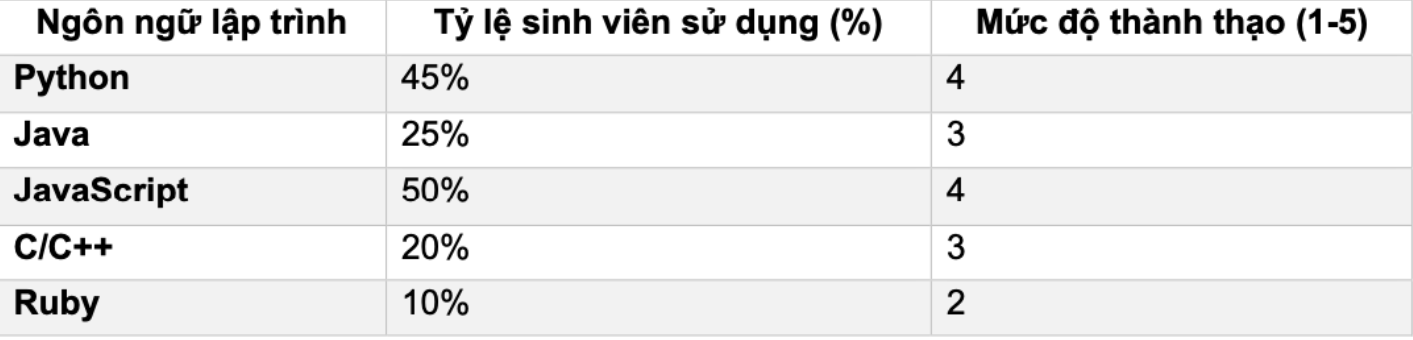 Ngôn ngữ lập trình Tỷ lệ sinh viên sử dụng (%) Mức độ thành thạo (1-5)
Python 45% 4
Java 25% 3
JavaScript 50% 4
C/C++ 20% 3
Ruby 10% 2